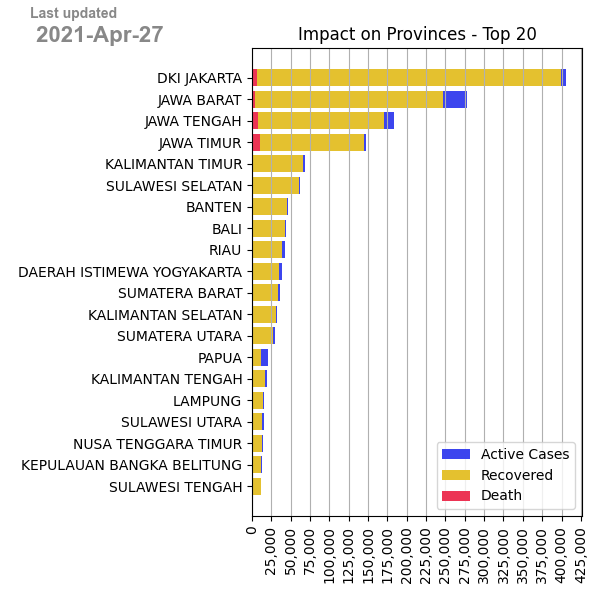 Last updated
2021-Apr-27
Impact on Provinces - Top 20
DKI JAKARTA
JAWA BARAT
JAWA TENGAH
JAWA TIMUR
KALIMANTAN TIMUR
SULAWESI SELATAN
BANTEN
BALI
RIAU
DAERAH ISTIMEWA YOGYAKARTA
SUMATERA BARAT
KALIMANTAN SELATAN
SUMATERA UTARA
PAPUA
KALIMANTAN TENGAH
LAMPUNG
SULAWESI UTARA
NUSA TENGGARA TIMUR
KEPULAUAN BANGKA BELITUNG
SULAWESI TENGAH
Active Cases
Recovered
Death
0
25,000
50,000
75,000
100,000
125,000
150,000
175,000
200,000
225,000
250,000
275,000
300,000
325,000
350,000
375,000
400,000
425,000